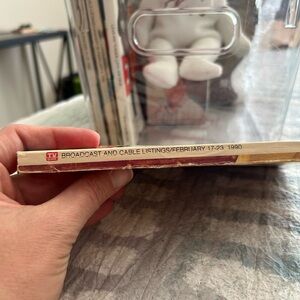 TV
BROADCAST AND CABLE LISTINGS/FEBRUARY 17-23, 1990